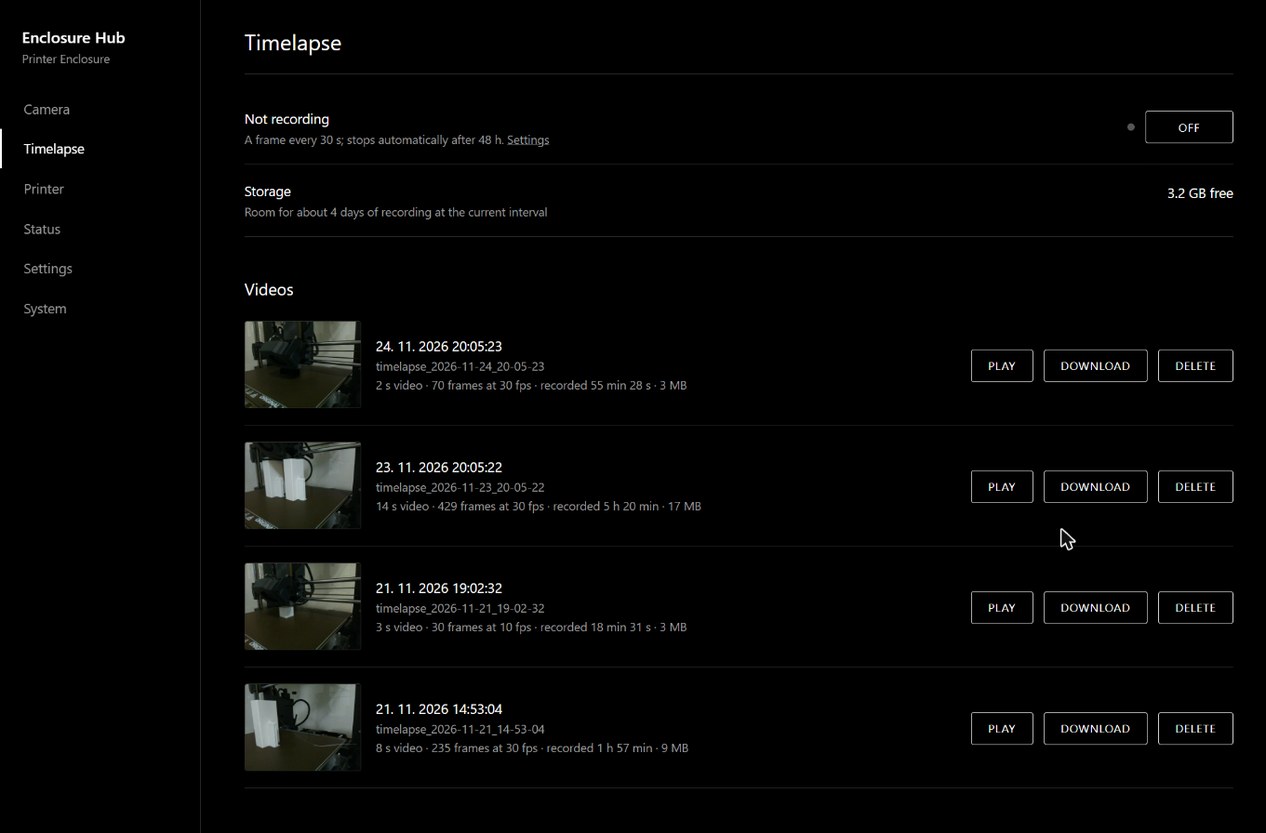 Enclosure Hub
Printer Enclosure
Camera
Timelapse
Printer
Status
Settings
System
Timelapse
Not recording
A frame every 30 s; stops automatically after 48 h. Settings
OFF
Storage
Room for about 4 days of recording at the current interval
3.2 GB free
Videos
24. 11. 2026 20:05:23
timelapse_2026-11-24_20-05-23
2 s video · 70 frames at 30 fps · recorded 55 min 28 s · 3 MB
PLAY DOWNLOAD DELETE
23. 11. 2026 20:05:22
timelapse_2026-11-23_20-05-22
14 s video · 429 frames at 30 fps · recorded 5 h 20 min · 17 MB
PLAY DOWNLOAD DELETE
21. 11. 2026 19:02:32
timelapse_2026-11-21_19-02-32
3 s video · 30 frames at 10 fps · recorded 18 min 31 s · 3 MB
PLAY DOWNLOAD DELETE
21. 11. 2026 14:53:04
timelapse_2026-11-21_14-53-04
8 s video · 235 frames at 30 fps · recorded 1 h 57 min · 9 MB
PLAY DOWNLOAD DELETE